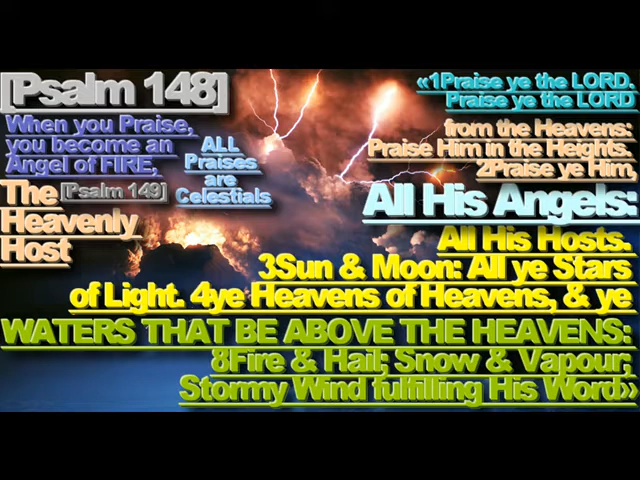 [Psalm 148]
When you Praise,
you become an
Angel of FIRE,
ALL
Praises
are
Celestials
The [Psalm 149]
Heavenly
Host
«1Praise ye the LORD.
Praise ye the LORD
from the Heavens:
Praise Him in the Heights.
2Praise ye Him,
All His Angels:
All His Hosts.
3Sun & Moon: All ye Stars
of Light. 4ye Heavens of Heavens, & ye
WATERS THAT BE ABOVE THE HEAVENS:
8Fire & Hail; Snow & Vapour;
Stormy Wind fulfilling His Word»